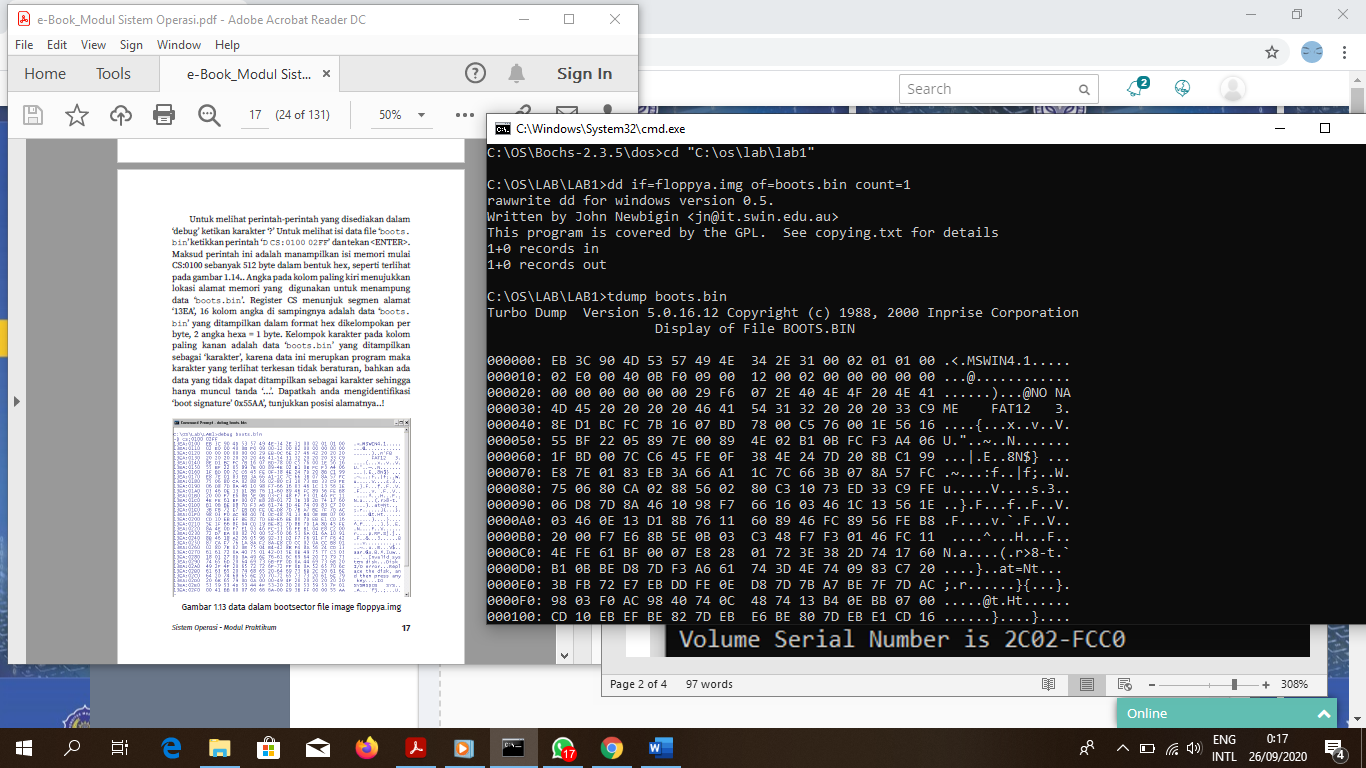 e-Book_Modul Sistem Operasi.pdf - Adobe Acrobat Reader DC
File Edit View Sign Window Help
Home Tools e-Book_Modul Sist... × Sign In
17 (24 of 131) 50%
Untuk melihat perintah-perintah yang disediakan dalam
'debug' ketikan karakter '?' Untuk melihat isi data file 'boots.
bin' ketikkan perintah 'D CS:0100 02FF' dan tekan <ENTER>.
Maksud perintah ini adalah manampilkan isi memori mulai
CS:0100 sebanyak 512 byte dalam bentuk hex, seperti terlihat
pada gambar 1.14.. Angka pada kolom paling kiri menujukkan
lokasi alamat memori yang digunakan untuk menampung
data 'boots.bin'. Register CS menunjuk segmen alamat
'13EA', 16 kolom angka di sampingnya adalah data 'boots.
bin' yang ditampilkan dalam format hex dikelompokan per
byte, 2 angka hexa = 1 byte. Kelompok karakter pada kolom
paling kanan adalah data 'boots.bin' yang ditampilkan
sebagai 'karakter', karena data ini merupkan program maka
karakter yang terlihat terkesan tidak beraturan, bahkan ada
data yang tidak dapat ditampilkan sebagai karakter sehingga
hanya muncul tanda '...'. Dapatkah anda mengidentifikasi
'boot signature' 0x55AA', tunjukkan posisi alamatnya..!
Gambar 1.13 data dalam bootsector file image floppya.img
Sistem Operasi - Modul Praktikum 17
Search
2
C:\Windows\System32\cmd.exe
C:\OS\Bochs-2.3.5\dos>cd "C:\os\lab\lab1"
C:\OS\LAB\LAB1>dd if=floppya.img of=boots.bin count=1
rawwrite dd for windows version 0.5.
Written by John Newbigin <jn@it.swin.edu.au>
This program is covered by the GPL.  See copying.txt for details
1+0 records in
1+0 records out
C:\OS\LAB\LAB1>tdump boots.bin
Turbo Dump  Version 5.0.16.12 Copyright (c) 1988, 2000 Inprise Corporation
Display of File BOOTS.BIN
000000: EB 3C 90 4D 53 57 49 4E  34 2E 31 00 02 01 01 00 .<.MSWIN4.1.....
000010: 02 E0 00 40 0B F0 09 00  12 00 02 00 00 00 00 00 ...@............
000020: 00 00 00 00 00 00 29 F6  07 2E 40 4E 4F 20 4E 41 ......)...@NO NA
000030: 4D 45 20 20 20 20 46 41  54 31 32 20 20 20 33 C9 ME    FAT12   3.
000040: 8E D1 BC FC 7B 16 07 BD  78 00 C5 76 00 1E 56 16 ....{...x..v..V.
000050: 55 BF 22 05 89 7E 00 89  4E 02 B1 0B FC F3 A4 06 U."..~..N.......
000060: 1F BD 00 7C C6 45 FE 0F  38 4E 24 7D 20 8B C1 99 ...|.E..8N$} ...
000070: E8 7E 01 83 EB 3A 66 A1  1C 7C 66 3B 07 8A 57 FC .~...:f..|f;..W.
000080: 75 06 80 CA 02 88 56 02  80 C3 10 73 ED 33 C9 FE u.....V....s.3..
000090: 06 D8 7D 8A 46 10 98 F7  66 16 03 46 1C 13 56 1E ..}.F...f..F..V.
0000A0: 03 46 0E 13 D1 8B 76 11  60 89 46 FC 89 56 FE B8 .F....v.`.F..V..
0000B0: 20 00 F7 E6 8B 5E 0B 03  C3 48 F7 F3 01 46 FC 11  ....^...H...F..
0000C0: 4E FE 61 BF 00 07 E8 28  01 72 3E 38 2D 74 17 60 N.a....(.r>8-t.`
0000D0: B1 0B BE D8 7D F3 A6 61  74 3D 4E 74 09 83 C7 20 ....}..at=Nt...
0000E0: 3B FB 72 E7 EB DD FE 0E  D8 7D 7B A7 BE 7F 7D AC ;.r......}{...}.
0000F0: 98 03 F0 AC 98 40 74 0C  48 74 13 B4 0E BB 07 00 .....@t.Ht......
000100: CD 10 EB EF BE 82 7D EB  E6 BE 80 7D EB E1 CD 16 ......}....}....
Volume Serial Number is 2C02-FCC0
Page 2 of 4 97 words 308%
Online
17
ENG
INTL
0:17
26/09/2020
4